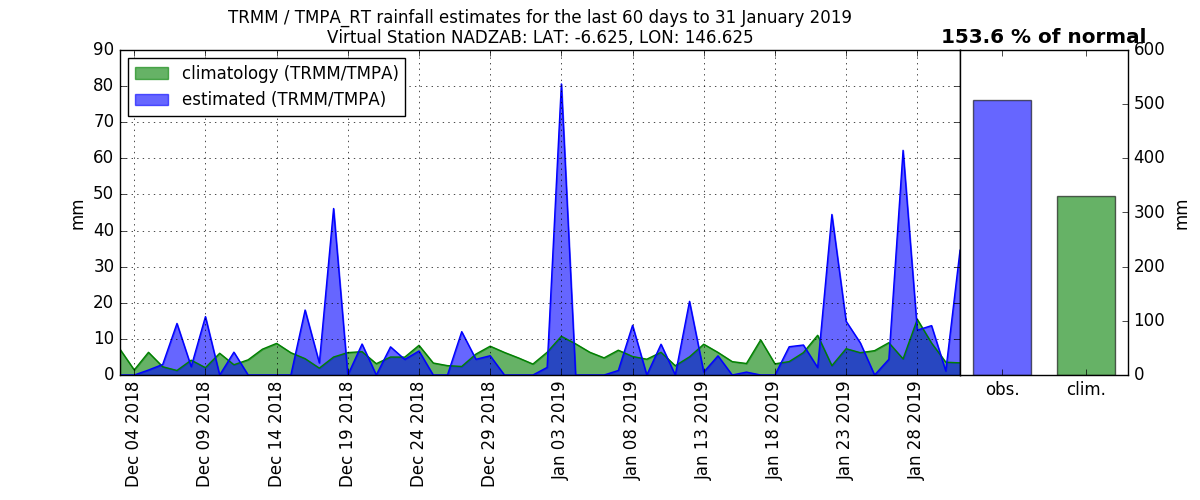 TRMM / TMPA_RT rainfall estimates for the last 60 days to 31 January 2019
Virtual Station NADZAB: LAT: -6.625, LON: 146.625
153.6 % of normal
climatology (TRMM/TMPA)
estimated (TRMM/TMPA)
mm
90
80
70
60
50
40
30
20
10
0
Dec 04 2018
Dec 09 2018
Dec 14 2018
Dec 19 2018
Dec 24 2018
Dec 29 2018
Jan 03 2019
Jan 08 2019
Jan 13 2019
Jan 18 2019
Jan 23 2019
Jan 28 2019
600
500
400
300
200
100
0
mm
obs.
clim.